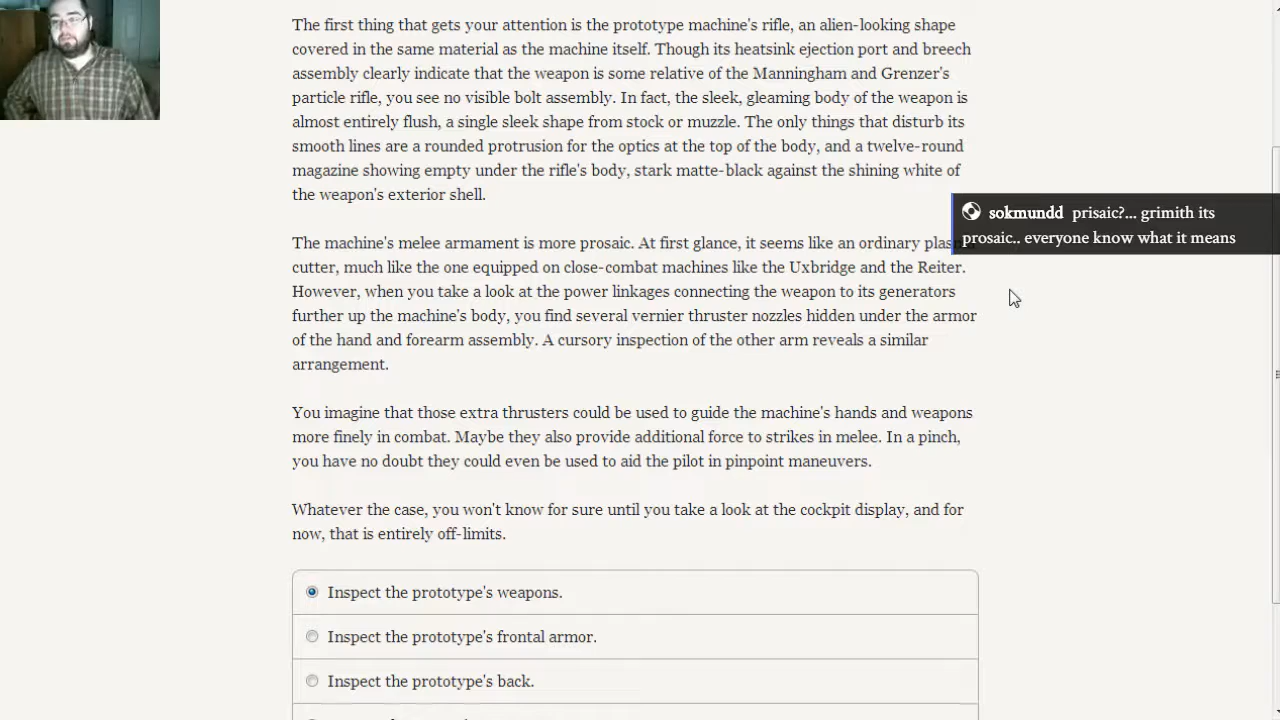 The first thing that gets your attention is the prototype machine's rifle, an alien-looking shape
covered in the same material as the machine itself. Though its heatsink ejection port and breech
assembly clearly indicate that the weapon is some relative of the Manningham and Grenzer's
particle rifle, you see no visible bolt assembly. In fact, the sleek, gleaming body of the weapon is
almost entirely flush, a single sleek shape from stock or muzzle. The only things that disturb its
smooth lines are a rounded protrusion for the optics at the top of the body, and a twelve-round
magazine showing empty under the rifle's body, stark matte-black against the shining white of
the weapon's exterior shell.
sokmundd prisaic?... grimith its
prosaic.. everyone know what it means
The machine's melee armament is more prosaic. At first glance, it seems like an ordinary
cutter, much like the one equipped on close-combat machines like the Uxbridge and the Reiter.
However, when you take a look at the power linkages connecting the weapon to its generators
further up the machine's body, you find several vernier thruster nozzles hidden under the armor
of the hand and forearm assembly. A cursory inspection of the other arm reveals a similar
arrangement.
You imagine that those extra thrusters could be used to guide the machine's hands and weapons
more finely in combat. Maybe they also provide additional force to strikes in melee. In a pinch,
you have no doubt they could even be used to aid the pilot in pinpoint maneuvers.
Whatever the case, you won't know for sure until you take a look at the cockpit display, and for
now, that is entirely off-limits.
Inspect the prototype's weapons.
Inspect the prototype's frontal armor.
Inspect the prototype's back.